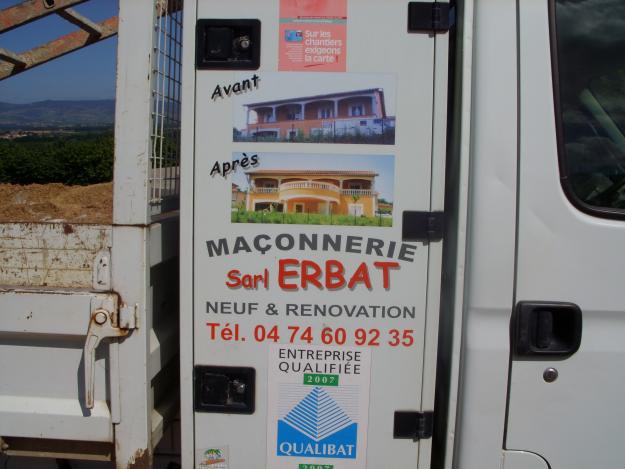 Sur les
chantiers
exigeons
la carte !
Avant
Après
MAÇONNERIE
Sarl ERBAT
NEUF & RENOVATION
Tél. 04 74 60 92 35
ENTREPRISE
QUALIFIÉE
2007
QUALIBAT
2007